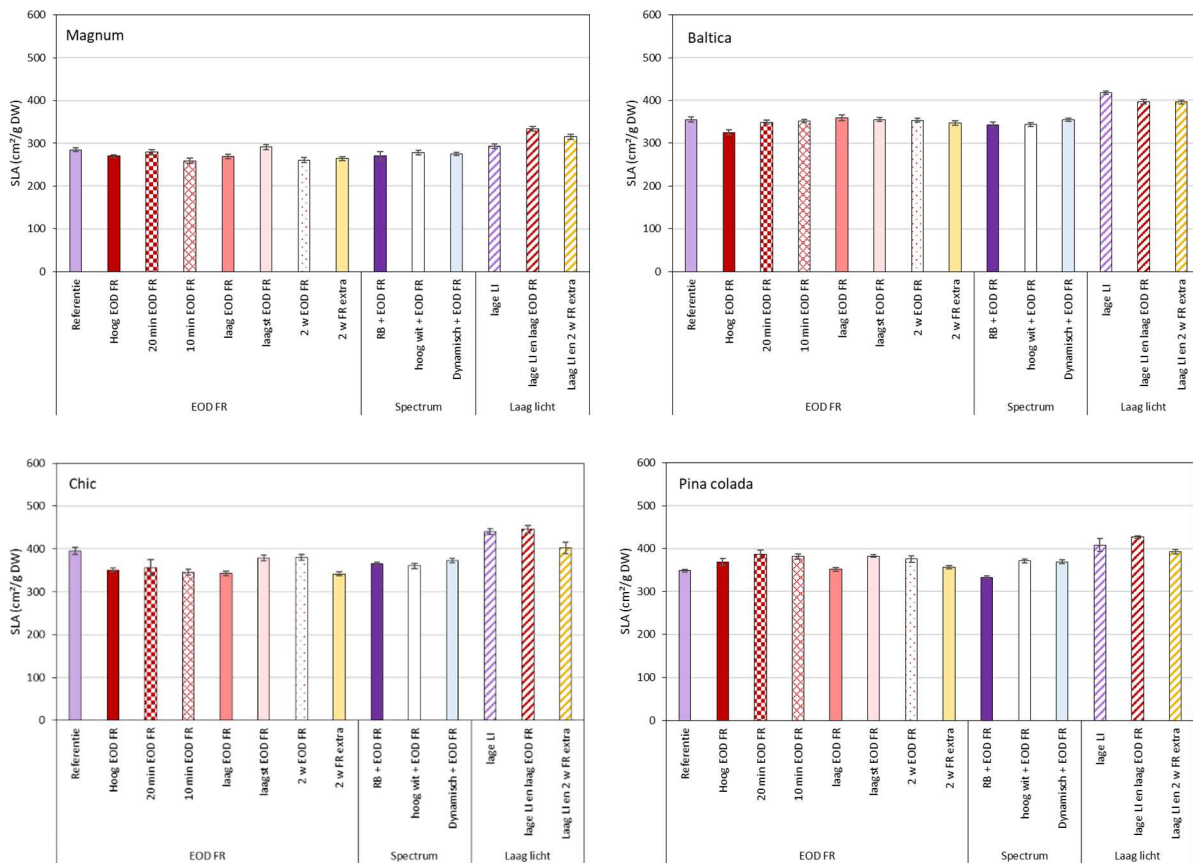 Magnum
SLA (cm²/g DW)
600
500
400
300
200
100
0
Referentie
Hoog EOD FR
20 min EOD FR
10 min EOD FR
laag EOD FR
laagst EOD FR
2 w EOD FR
2 w FR extra
RB + EOD FR
hoog wit + EOD FR
Dynamisch + EOD FR
lage LI
lage LI en laag EOD FR
Laag LI en 2 w FR extra
EOD FR
Spectrum
Laag licht
Baltica
SLA (cm²/g DW)
600
500
400
300
200
100
0
Referentie
Hoog EOD FR
20 min EOD FR
10 min EOD FR
laag EOD FR
laagst EOD FR
2 w EOD FR
2 w FR extra
RB + EOD FR
hoog wit + EOD FR
Dynamisch + EOD FR
lage LI
lage LI en laag EOD FR
Laag LI en 2 w FR extra
EOD FR
Spectrum
Laag licht
Chic
SLA (cm²/g DW)
600
500
400
300
200
100
0
Referentie
Hoog EOD FR
20 min EOD FR
10 min EOD FR
laag EOD FR
laagst EOD FR
2 w EOD FR
2 w FR extra
RB + EOD FR
hoog wit + EOD FR
Dynamisch + EOD FR
lage LI
lage LI en laag EOD FR
Laag LI en 2 w FR extra
EOD FR
Spectrum
Laag licht
Pina colada
SLA (cm²/g DW)
600
500
400
300
200
100
0
Referentie
Hoog EOD FR
20 min EOD FR
10 min EOD FR
laag EOD FR
laagst EOD FR
2 w EOD FR
2 w FR extra
RB + EOD FR
hoog wit + EOD FR
Dynamisch + EOD FR
lage LI
lage LI en laag EOD FR
Laag LI en 2 w FR extra
EOD FR
Spectrum
Laag licht